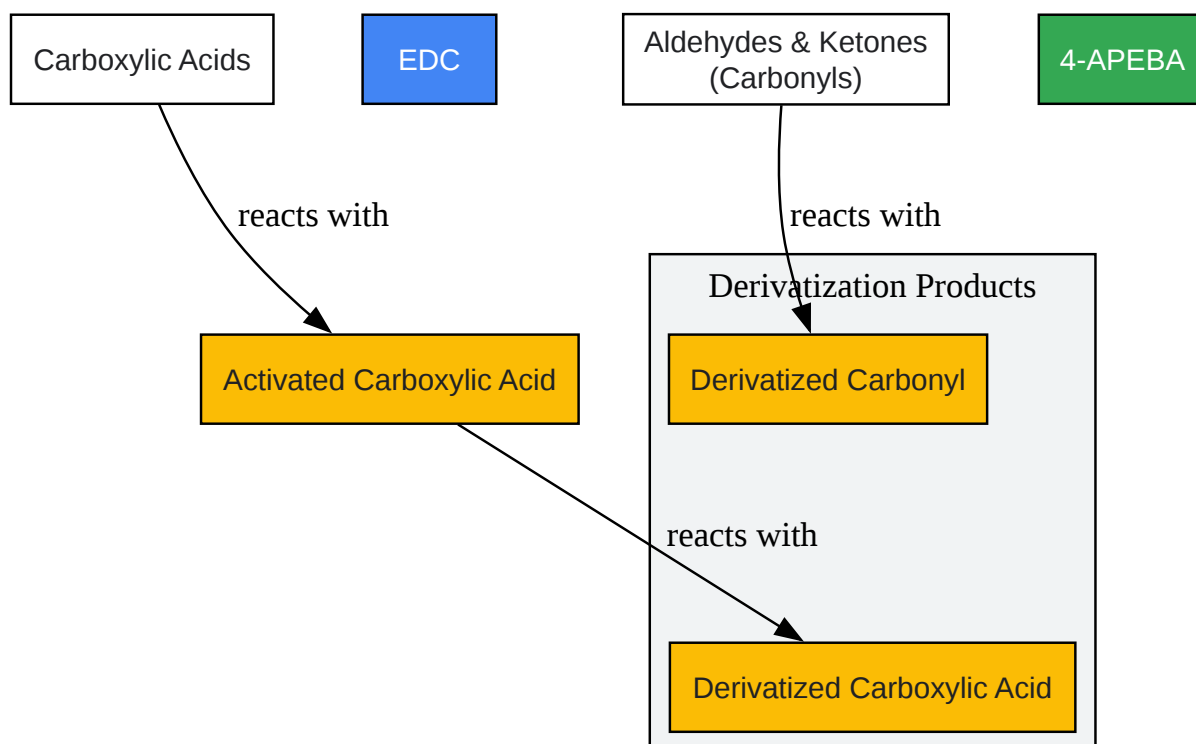 Carboxylic Acids
EDC
Aldehydes & Ketones
(Carbonyls)
4-APEBA
reacts with
reacts with
Derivatization Products
Activated Carboxylic Acid
Derivatized Carbonyl
reacts with
Derivatized Carboxylic Acid